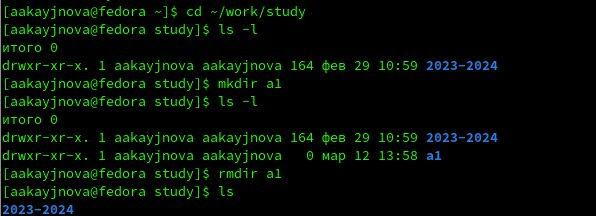 [aakayjnova@fedora ~]$ cd ~/work/study
[aakayjnova@fedora study]$ ls -l
итого 0
drwxr-xr-x. 1 aakayjnova aakayjnova 164 фев 29 10:59 2023-2024
[aakayjnova@fedora study]$ mkdir a1
[aakayjnova@fedora study]$ ls -l
итого 0
drwxr-xr-x. 1 aakayjnova aakayjnova 164 фев 29 10:59 2023-2024
drwxr-xr-x. 1 aakayjnova aakayjnova   0 мар 12 13:58 a1
[aakayjnova@fedora study]$ rmdir a1
[aakayjnova@fedora study]$ ls
2023-2024